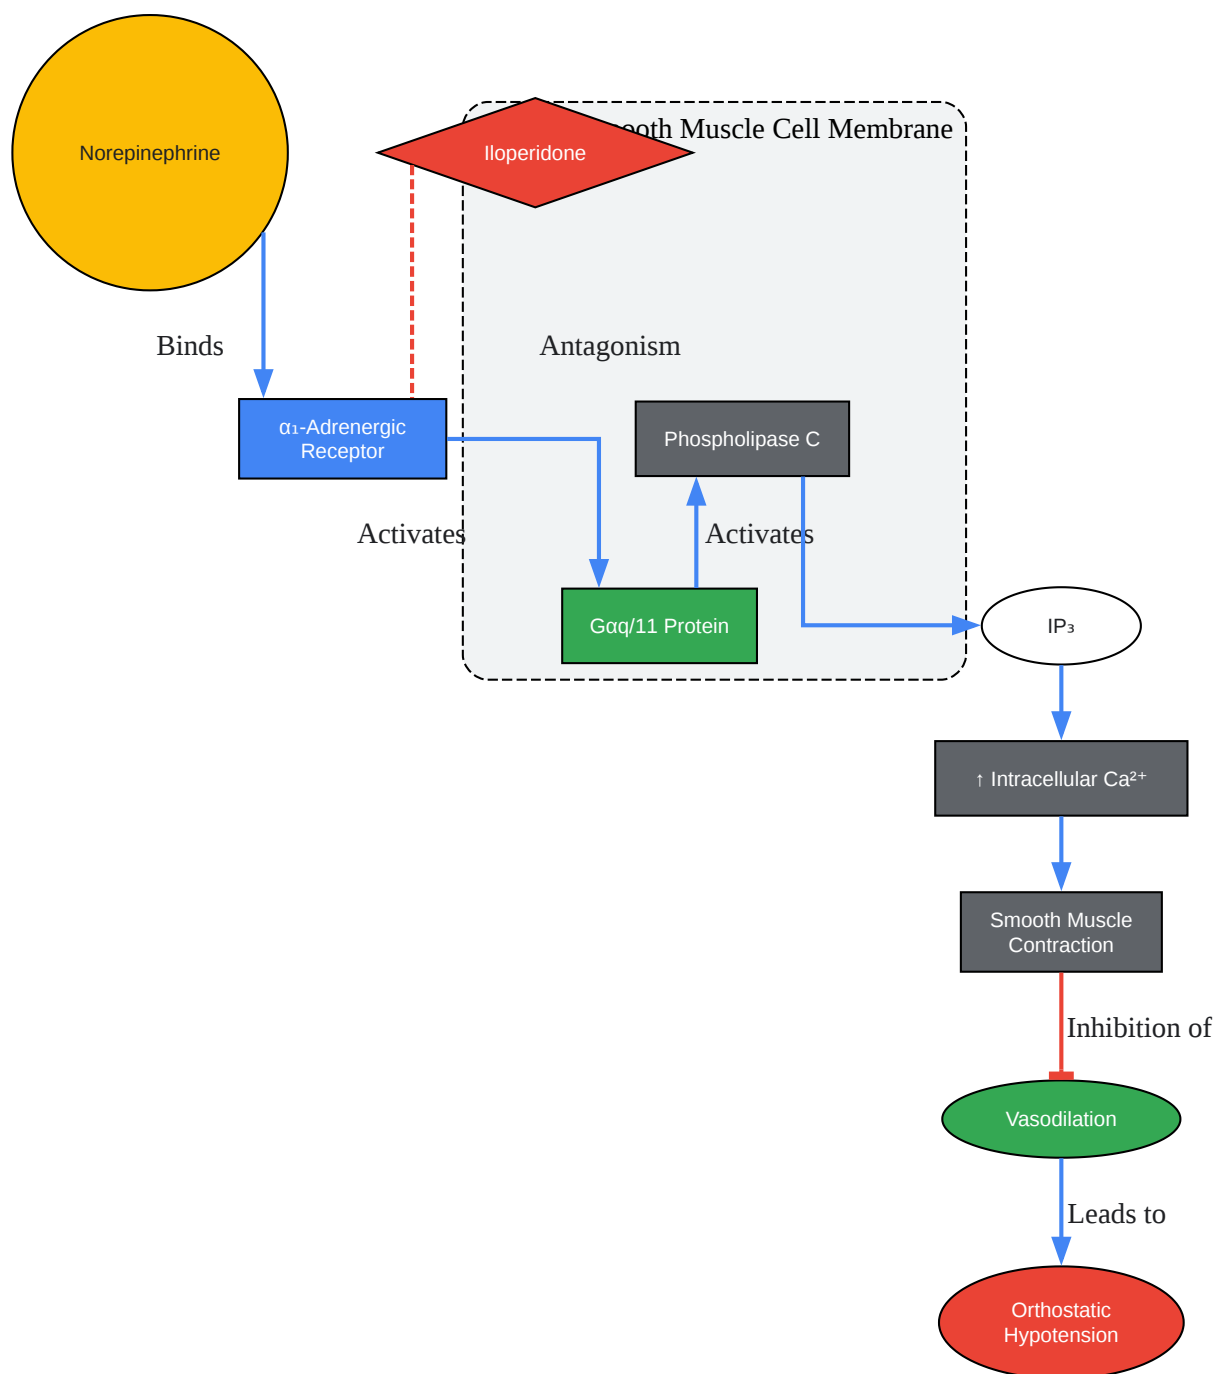 Norepinephrine
Iloperidone
Muscle Cell Membrane
Binds
Antagonism
α₁-Adrenergic
Receptor
Phospholipase C
Activates
Activates
Gαq/11 Protein
IP₃
↑ Intracellular Ca²⁺
Smooth Muscle
Contraction
Inhibition of
Vasodilation
Leads to
Orthostatic
Hypotension